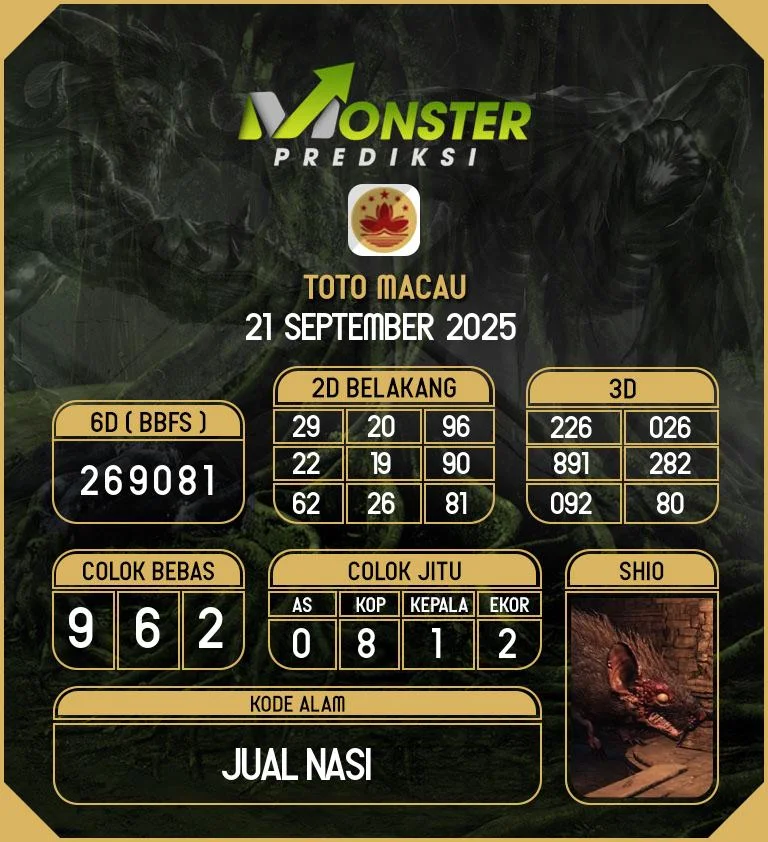 MONSTER
PREDIKSI
TOTO MACAU
21 SEPTEMBER 2025
6D ( BBFS )
269081
2D BELAKANG
29 20 96
22 19 90
62 26 81
3D
226 026
891 282
092 80
COLOK BEBAS
9 6 2
COLOK JITU
AS KOP KEPALA EKOR
0 8 1 2
SHIO
KODE ALAM
JUAL NASI